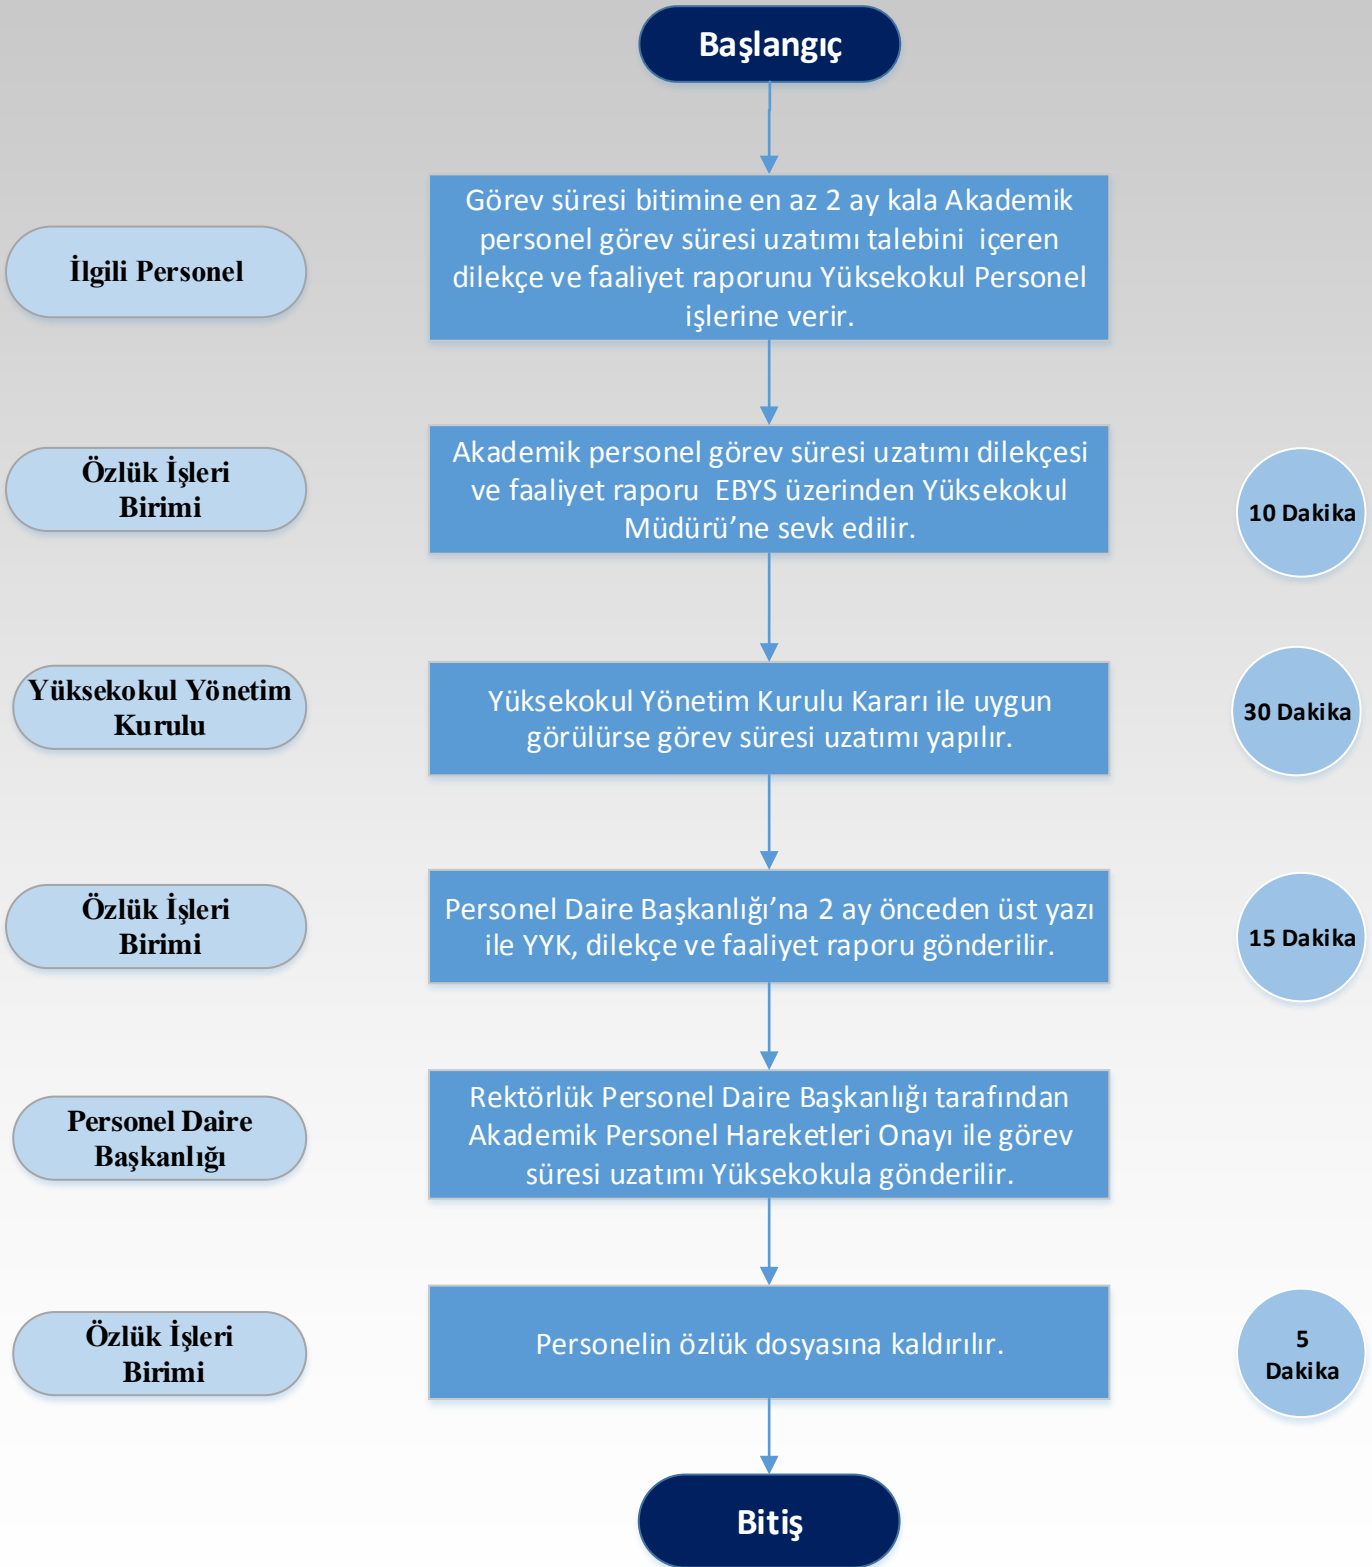 Başlangıç
İlgili Personel
Görev süresi bitimine en az 2 ay kala Akademik
personel görev süresi uzatımı talebini içeren
dilekçe ve faaliyet raporunu Yüksekokul Personel
işlerine verir.
Özlük İşleri
Birimi
Akademik personel görev süresi uzatımı dilekçesi
ve faaliyet raporu EBYS üzerinden Yüksekokul
Müdürü’ne sevk edilir.
10 Dakika
Yüksekokul Yönetim
Kurulu
Yüksekokul Yönetim Kurulu Kararı ile uygun
görülürse görev süresi uzatımı yapılır.
30 Dakika
Özlük İşleri
Birimi
Personel Daire Başkanlığı’na 2 ay önceden üst yazı
ile YYK, dilekçe ve faaliyet raporu gönderilir.
15 Dakika
Personel Daire
Başkanlığı
Rektörlük Personel Daire Başkanlığı tarafından
Akademik Personel Hareketleri Onayı ile görev
süresi uzatımı Yüksekokula gönderilir.
Özlük İşleri
Birimi
Personelin özlük dosyasına kaldırılır.
5
Dakika
Bitiş